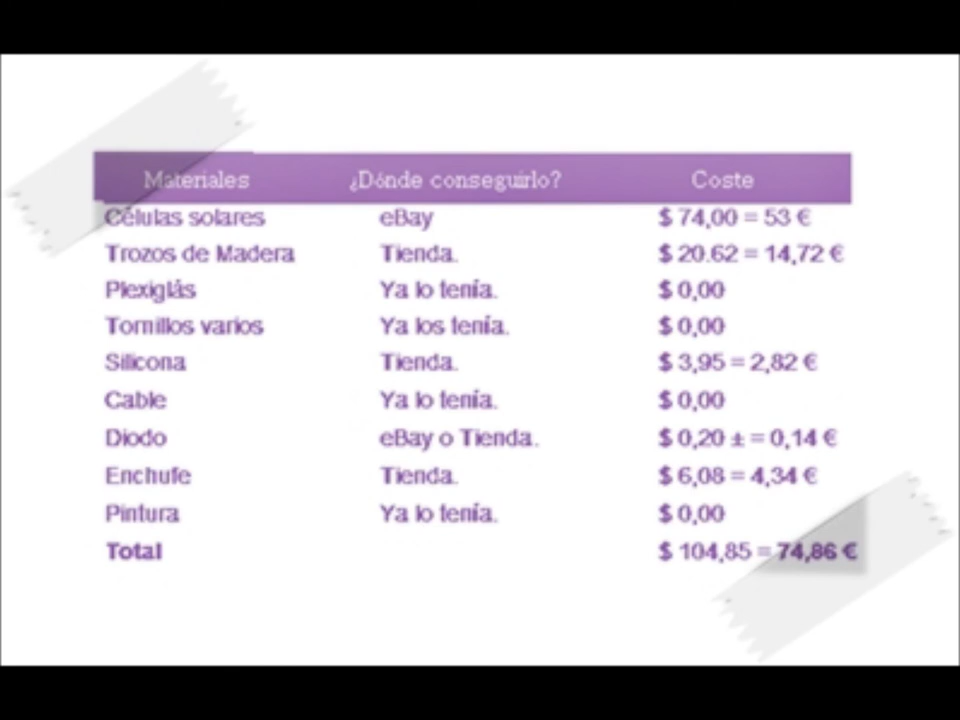 Materiales ¿Dónde conseguirlo? Coste
Células solares eBay $ 74,00 = 53 €
Trozos de Madera Tienda. $ 20.62 = 14,72 €
Plexiglás Ya lo tenía. $ 0,00
Tornillos varios Ya los tenía. $ 0,00
Silicona Tienda. $ 3,95 = 2,82 €
Cable Ya lo tenía. $ 0,00
Diodo eBay o Tienda. $ 0,20 ± = 0,14 €
Enchufe Tienda. $ 6,08 = 4,34 €
Pintura Ya lo tenía. $ 0,00
Total $ 104,85 = 74,86 €